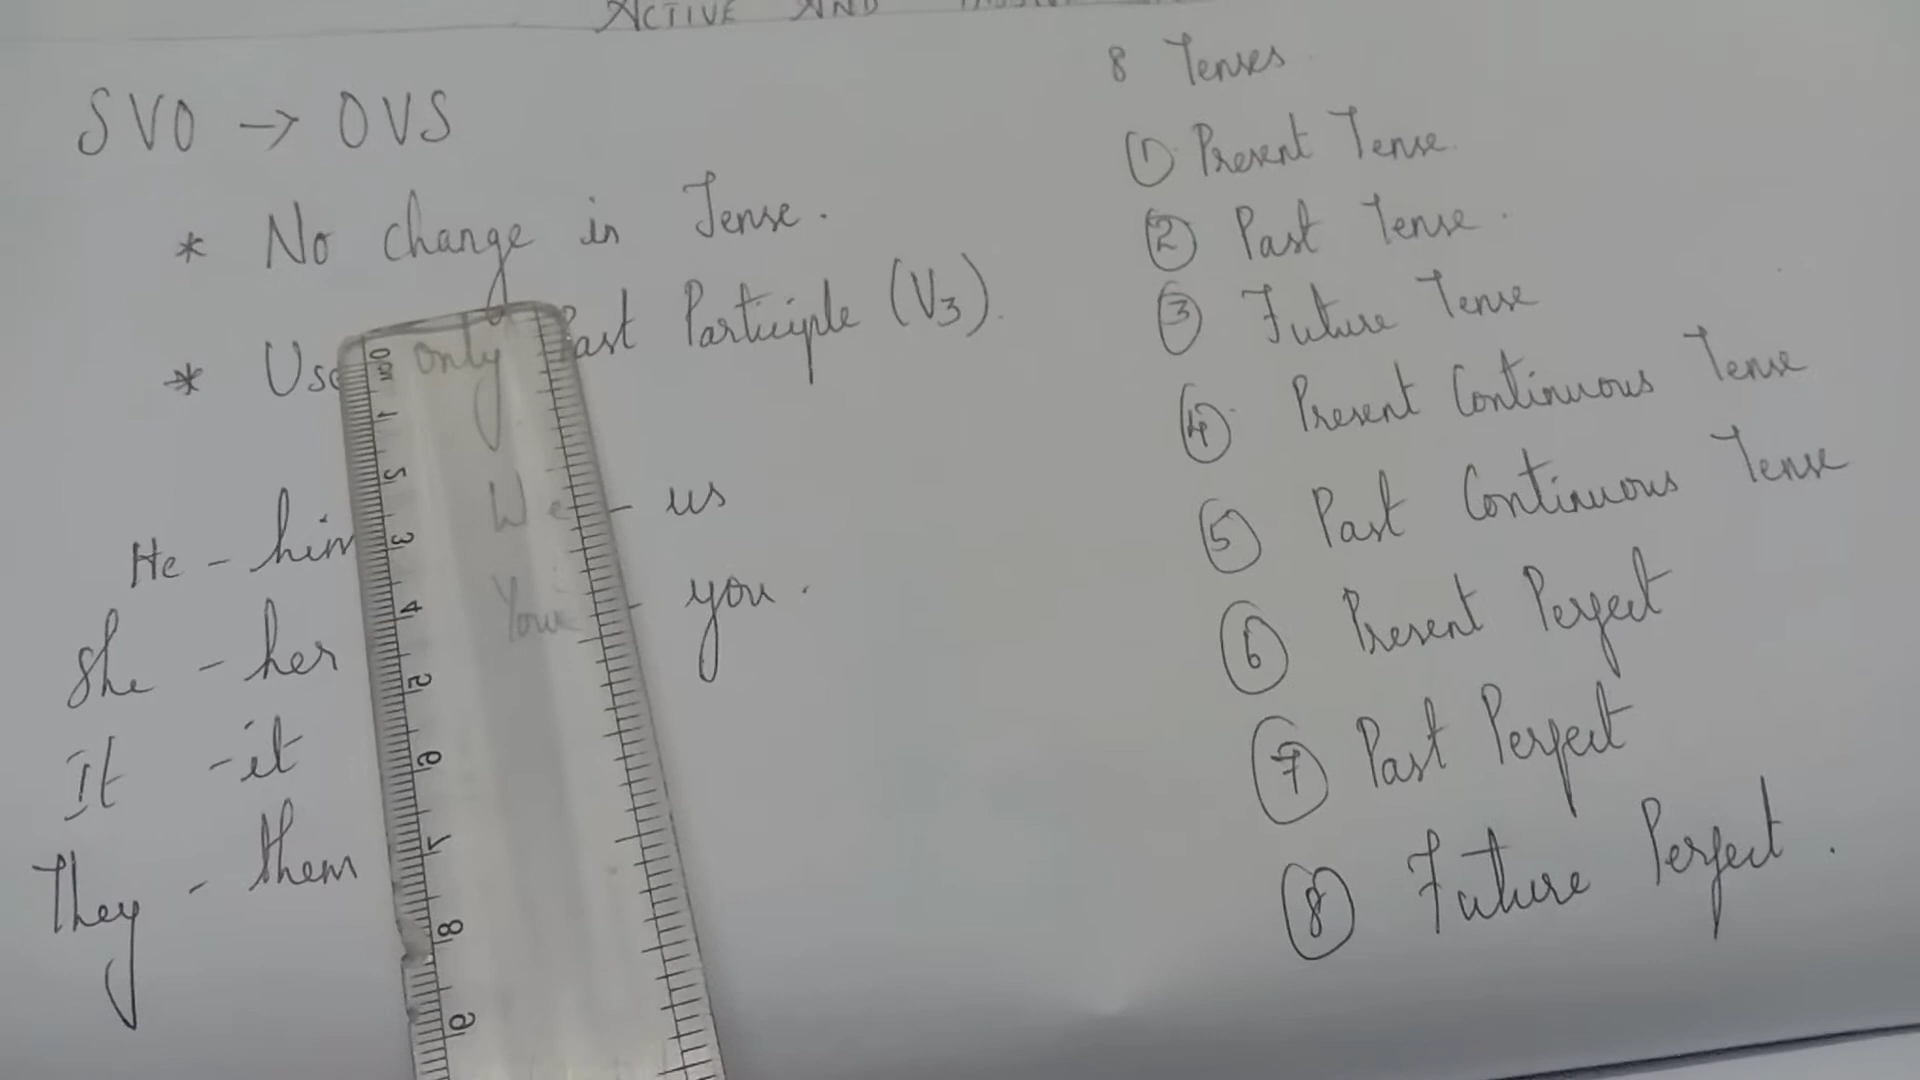 ACTIVE AND
SVO → OVS
* No change in Tense.
* Use only Past Participle (V3).
He - him
She - her
It - it
They - them
We - us
You - you.
8 Tenses
① Present Tense.
② Past Tense.
③ Future Tense
④ Present Continuous Tense
⑤ Past Continuous Tense
⑥ Present Perfect
⑦ Past Perfect
⑧ Future Perfect.